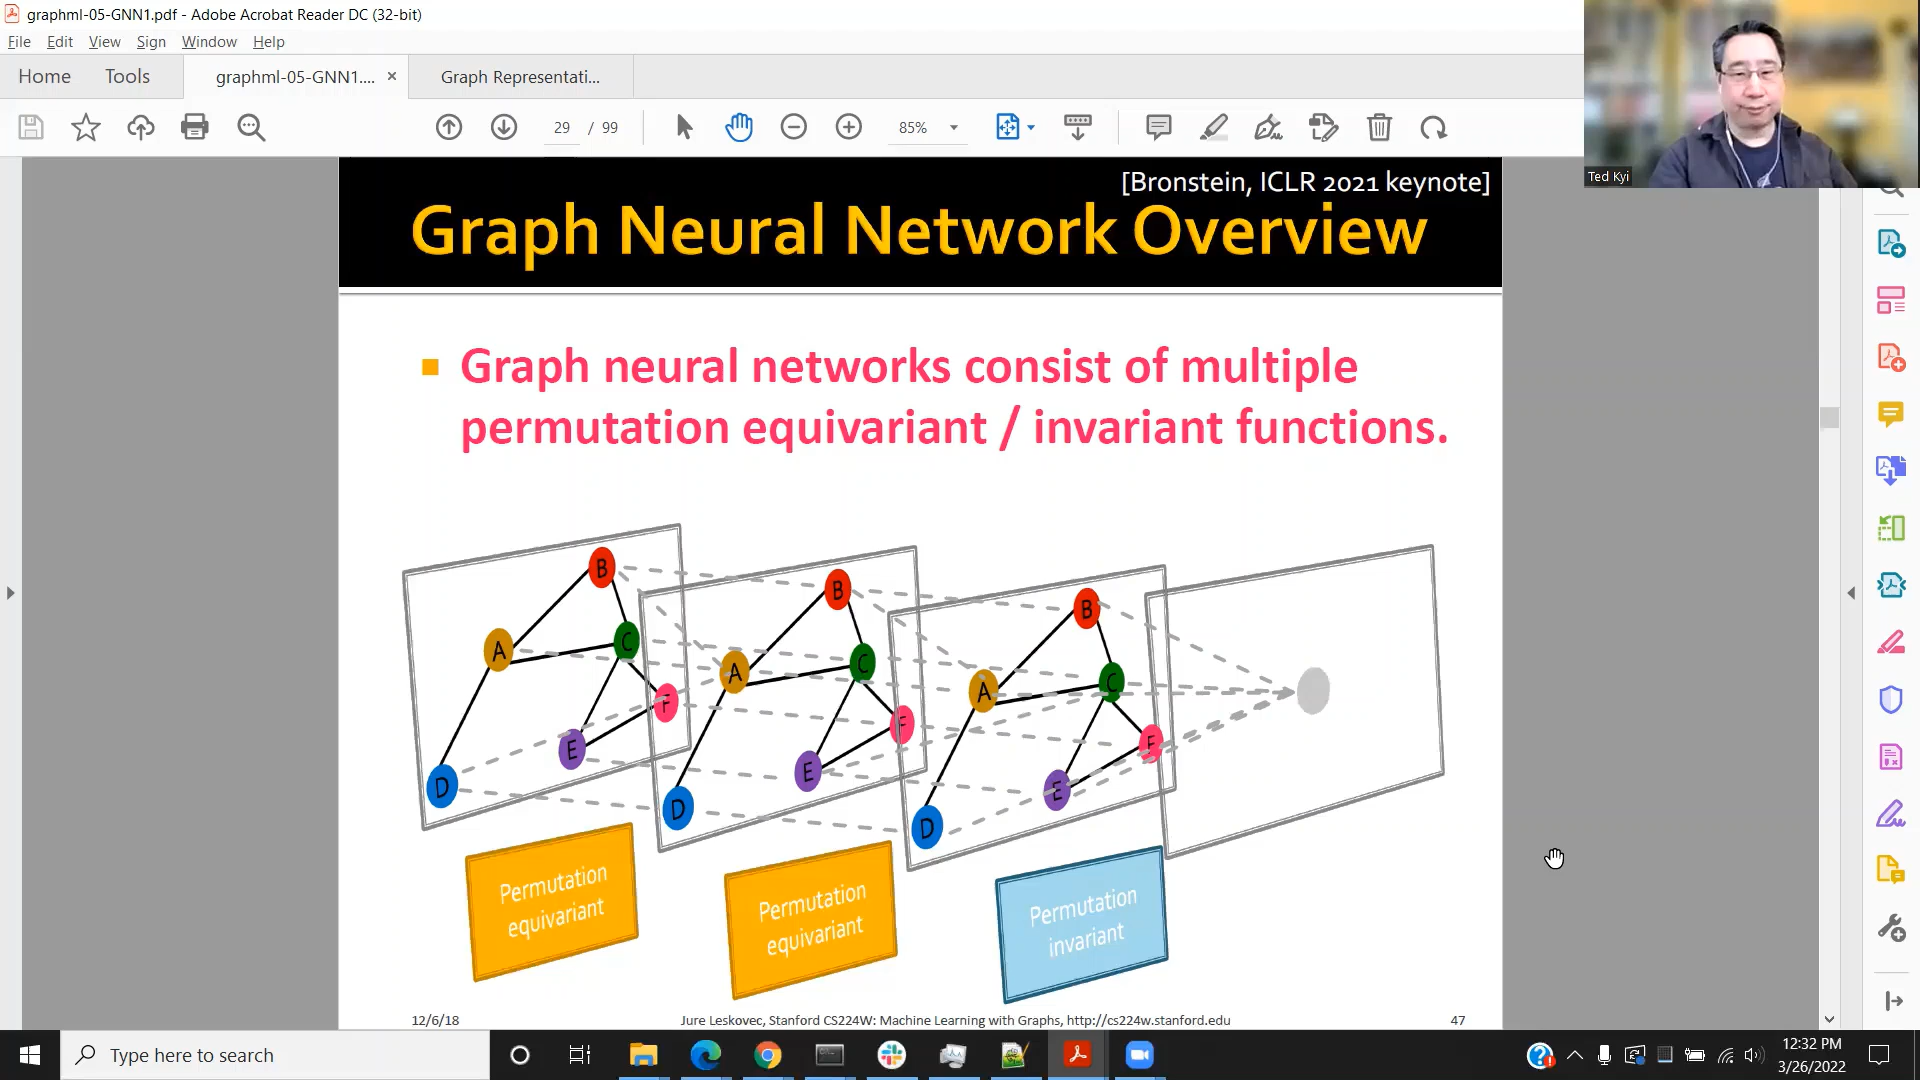 graphml-05-GNN1.pdf - Adobe Acrobat Reader DC (32-bit)
File Edit View Sign Window Help
Home Tools graphml-05-GNN1.... × Graph Representati...
29 / 99 85%
Ted Kyi
[Bronstein, ICLR 2021 keynote]
Graph Neural Network Overview
Graph neural networks consist of multiple
permutation equivariant / invariant functions.
B
A
C
F
E
D
B
A
C
F
E
D
B
A
C
F
E
D
Permutation
equivariant
Permutation
equivariant
Permutation
invariant
12/6/18 Jure Leskovec, Stanford CS224W: Machine Learning with Graphs, http://cs224w.stanford.edu 47
Type here to search
12:32 PM
3/26/2022